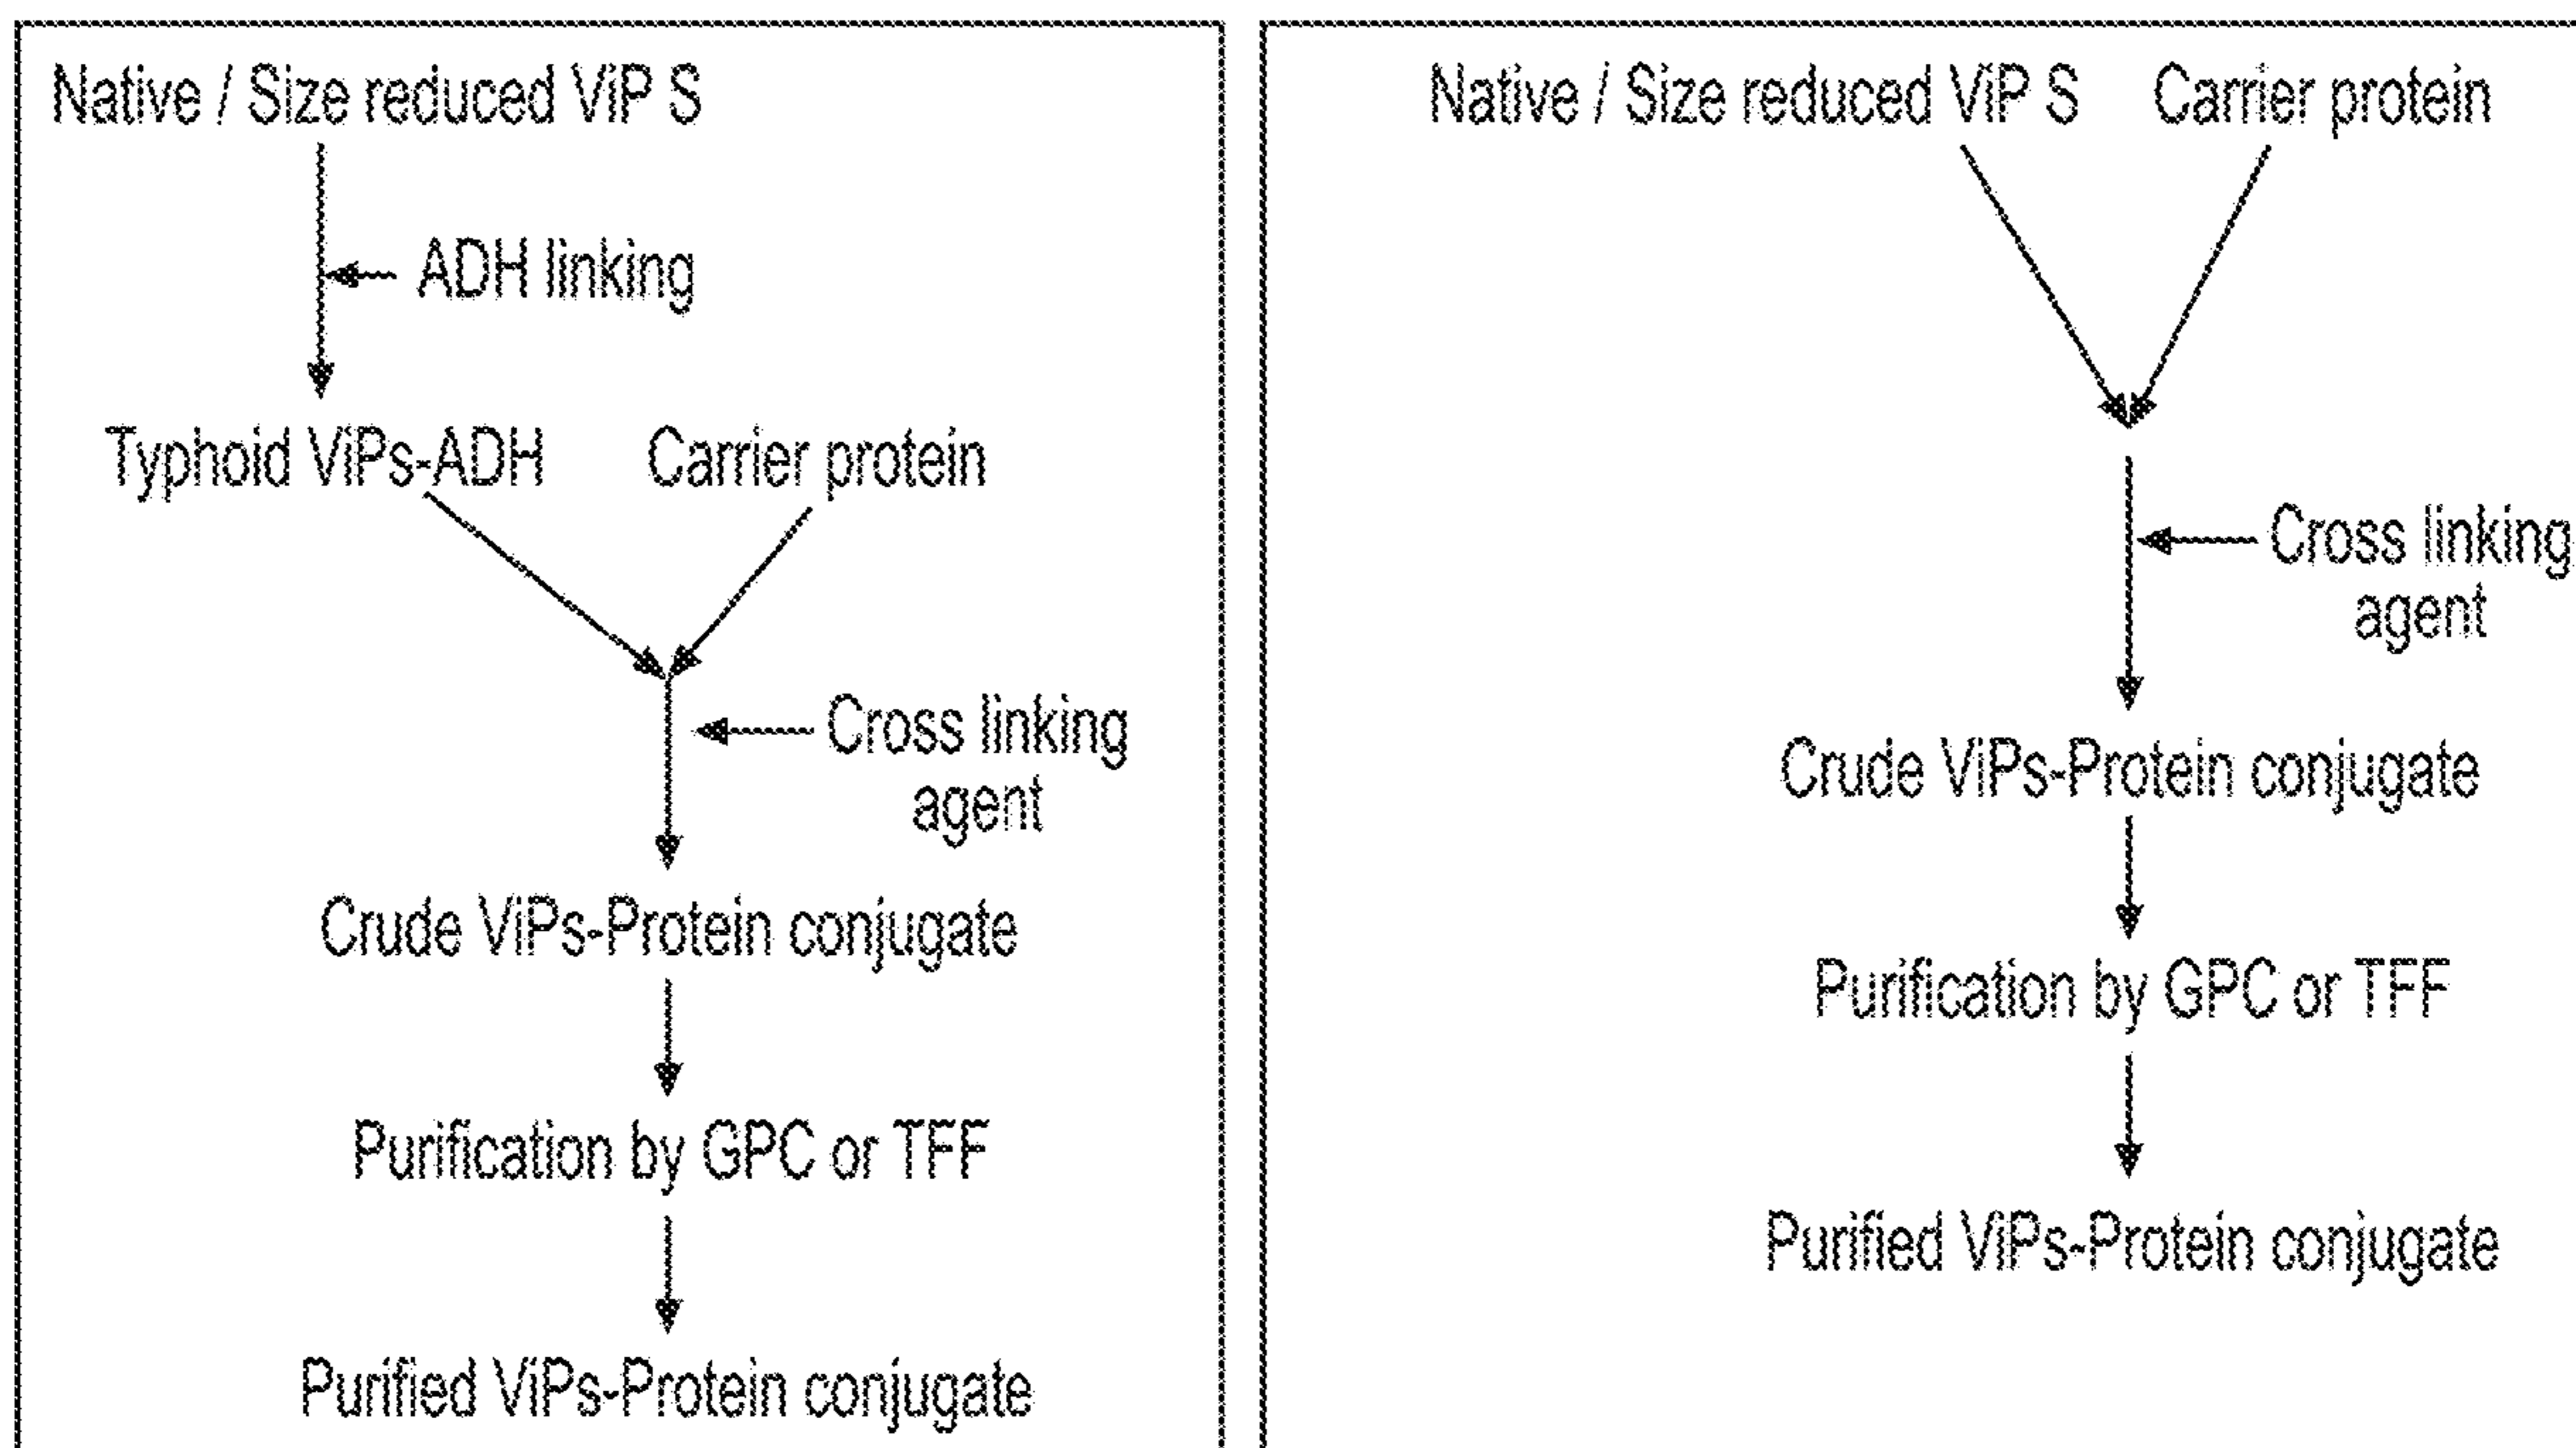 Native / Size reduced ViP S
ADH linking
Typhoid ViPs-ADH
Carrier protein
Cross linking
agent
Crude ViPs-Protein conjugate
Purification by GPC or TFF
Purified ViPs-Protein conjugate
Native / Size reduced ViP S
Carrier protein
Cross linking
agent
Crude ViPs-Protein conjugate
Purification by GPC or TFF
Purified ViPs-Protein conjugate